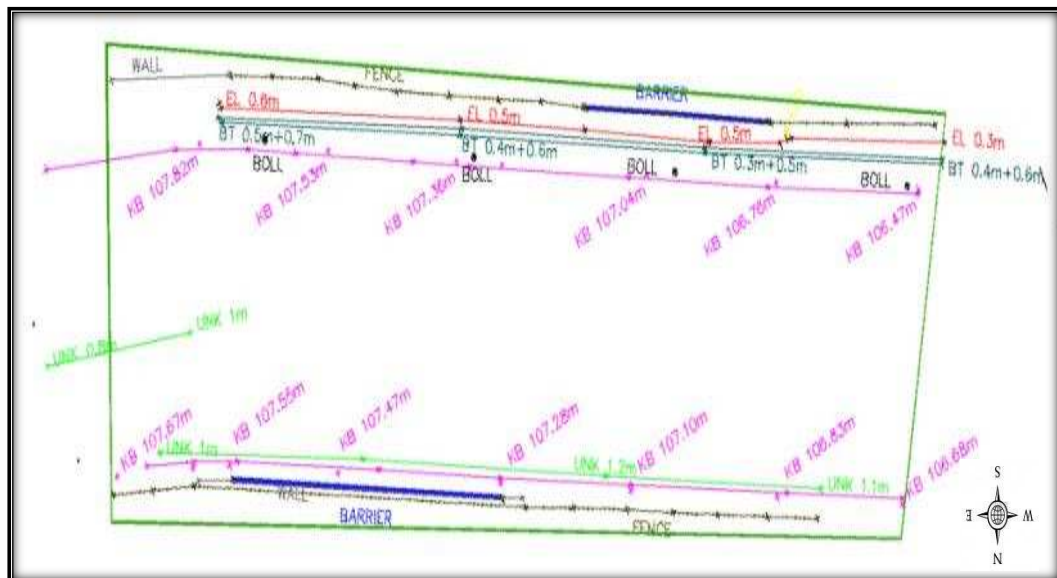 WALL
FENCE
BARRIER
EL 0.6m
EL 0.5m
EL 0.5m
EL 0.3m
BT 0.5m+0.7m
BT 0.4m+0.6m
BT 0.3m+0.5m
BT 0.4m+0.6m
BOLL
BOLL
BOLL
BOLL
KB 107.82m
KB 107.53m
KB 107.36m
KB 107.04m
KB 106.76m
KB 106.47m
UNK 0.8m
UNK 1m
KB 107.67m
KB 107.55m
KB 107.47m
KB 107.28m
KB 107.10m
KB 106.83m
KB 106.68m
UNK 1m
UNK 1.2m
UNK 1.1m
WALL
BARRIER
FENCE
S
E
W
N